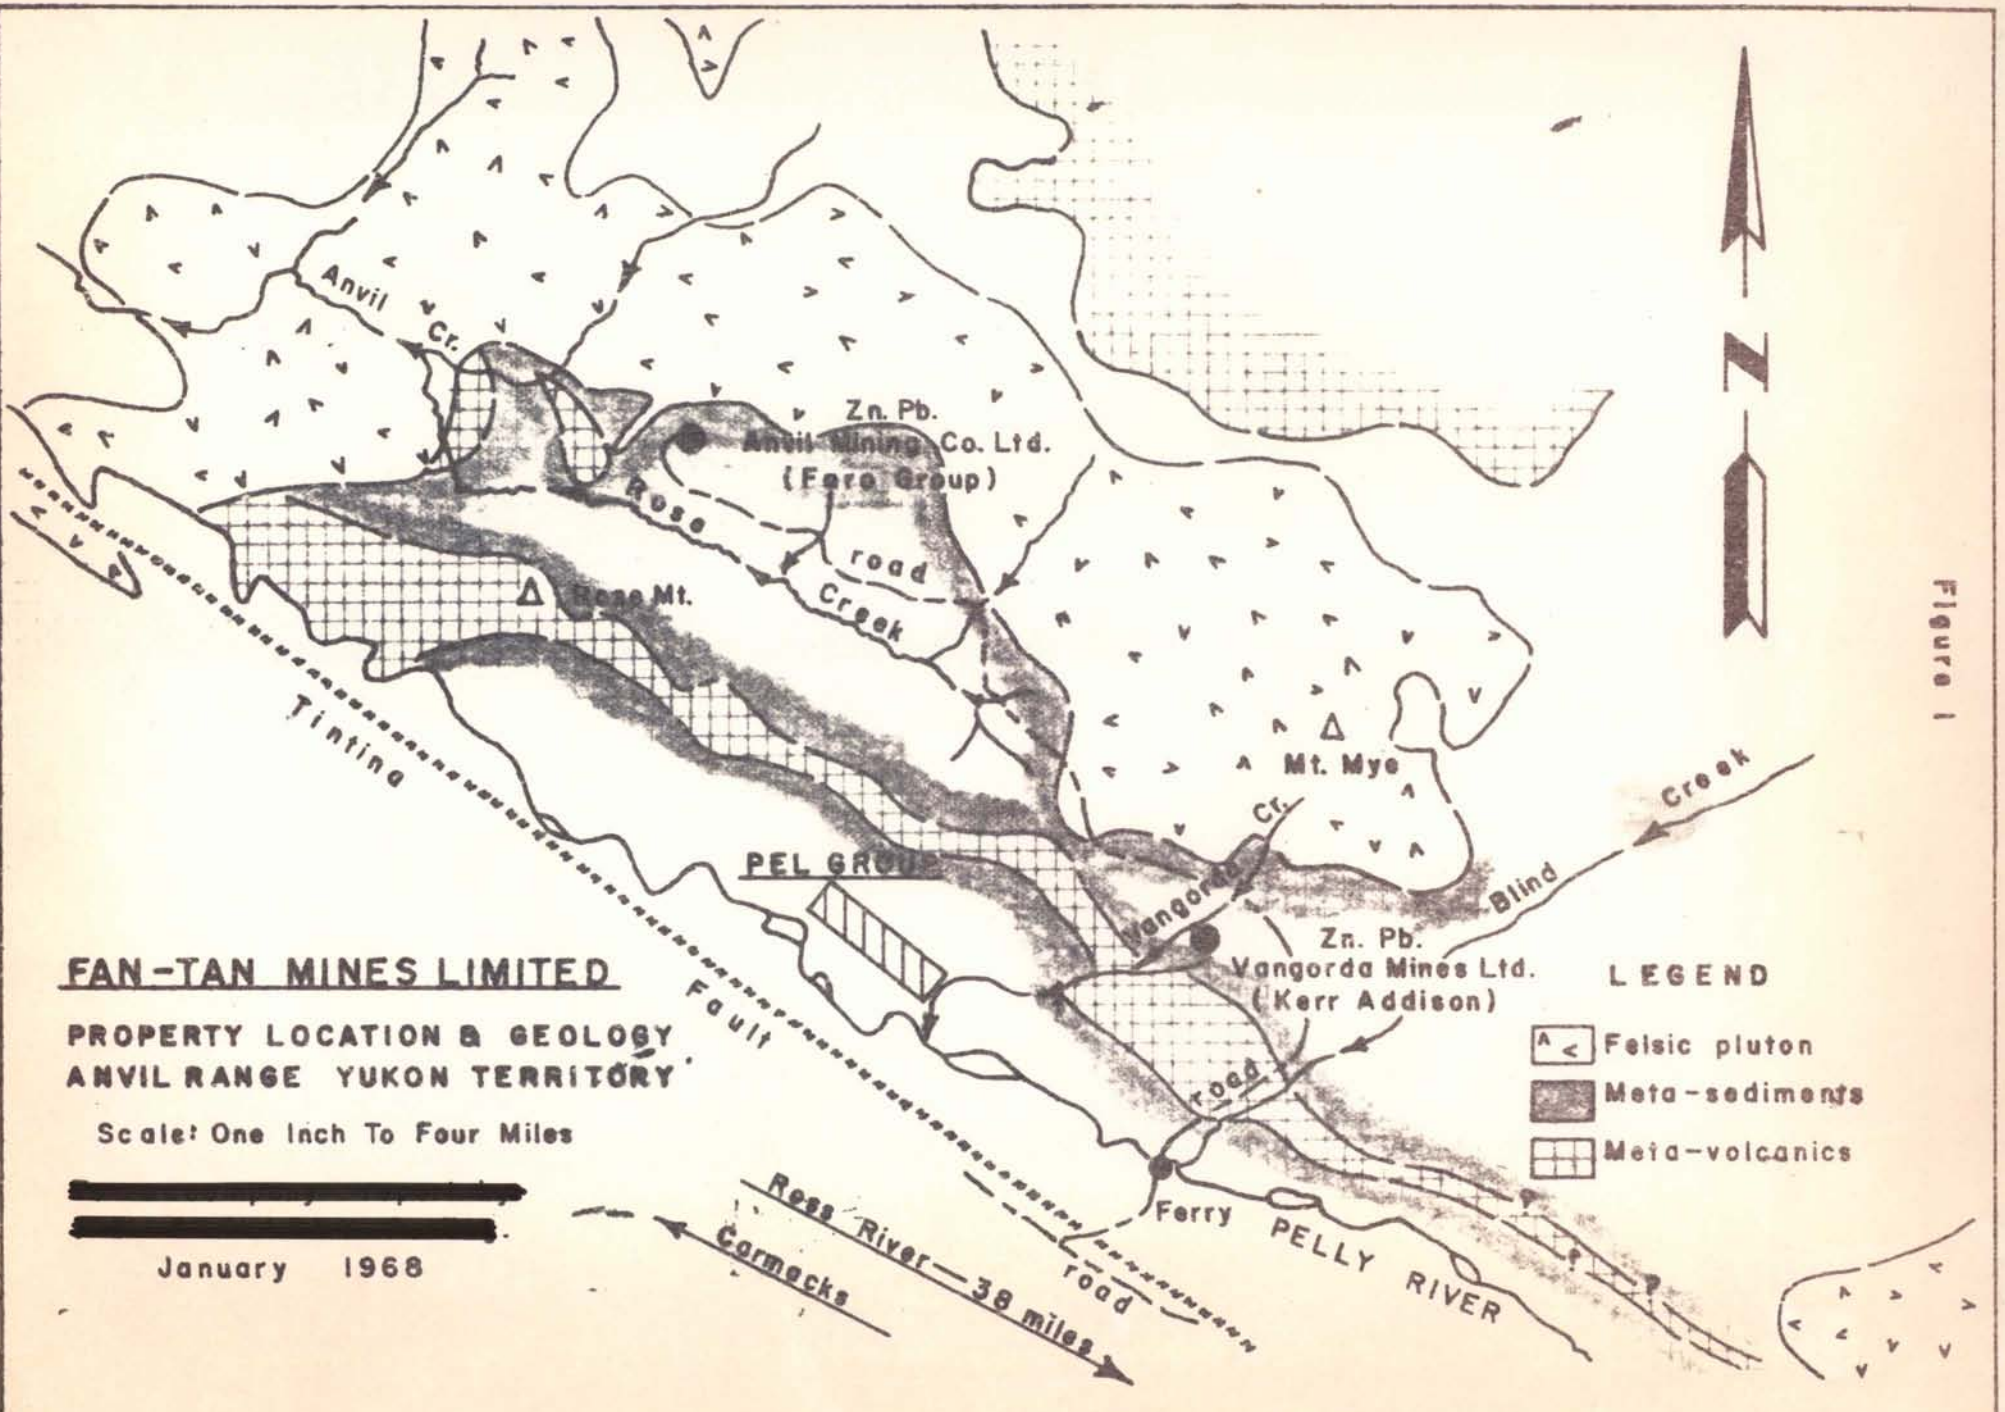 Anvil
Cr.
Zn. Pb.
Anvil Mining Co. Ltd.
(Faro Group)
Rose
road
Creek
Rose Mt.
N
Figure 1
Tintina
Mt. Mye
Cr.
Creek
PEL GROUP
Vangorda
Blind
Zn. Pb.
Vangorda Mines Ltd.
(Kerr Addison)
Fault
FAN-TAN MINES LIMITED
PROPERTY LOCATION & GEOLOGY
ANVIL RANGE YUKON TERRITORY
Scale: One Inch To Four Miles
January 1968
LEGEND
Felsic pluton
Meta-sediments
Meta-volcanics
road
Ferry
PELLY RIVER
Ross River—38 miles
Carmacks
road
?
?
?